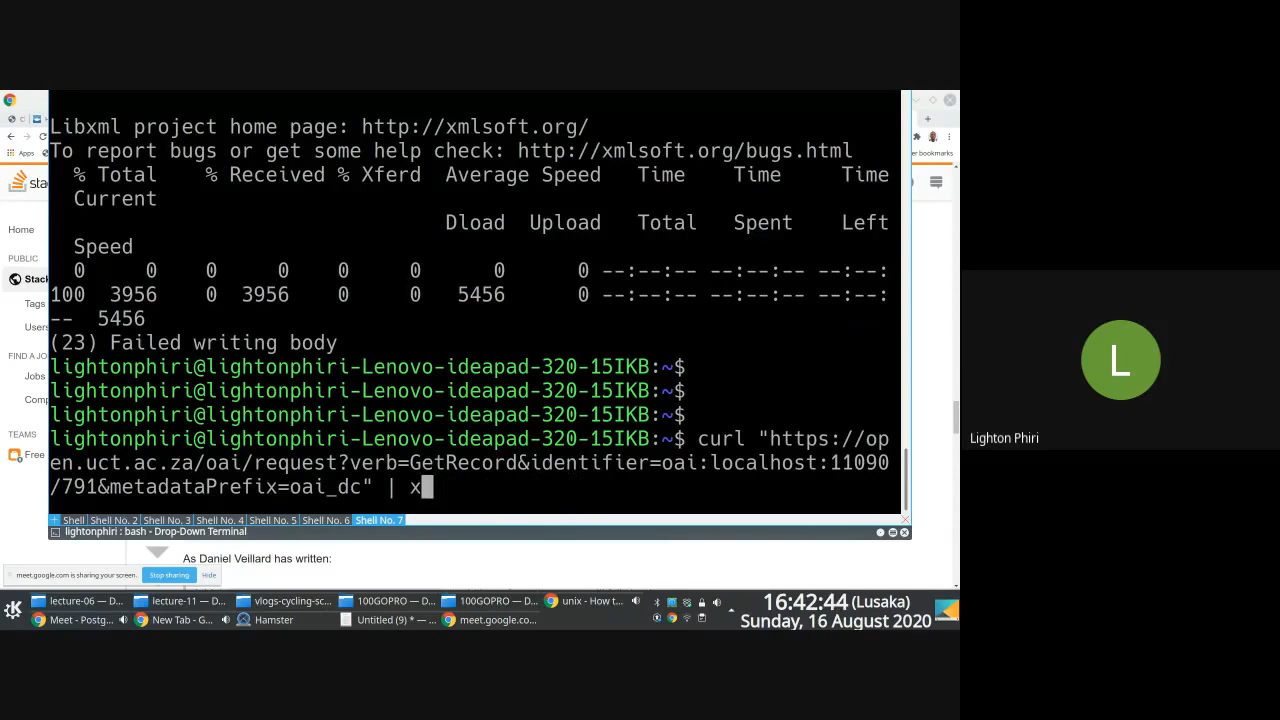 Libxml project home page: http://xmlsoft.org/
To report bugs or get some help check: http://xmlsoft.org/bugs.html
% Total % Received % Xferd Average Speed Time Time Time
Current
Dload Upload Total Spent Left
Speed
0 0 0 0 0 0 0 0 --:--:-- --:--:-- --:--:
100 3956 0 3956 0 0 5456 0 --:--:-- --:--:-- --:--:
-- 5456
(23) Failed writing body
lightonphiri@lightonphiri-Lenovo-ideapad-320-15IKB:~$
lightonphiri@lightonphiri-Lenovo-ideapad-320-15IKB:~$
lightonphiri@lightonphiri-Lenovo-ideapad-320-15IKB:~$
lightonphiri@lightonphiri-Lenovo-ideapad-320-15IKB:~$ curl "https://op
en.uct.ac.za/oai/request?verb=GetRecord&identifier=oai:localhost:11090
/791&metadataPrefix=oai_dc" | x
+ Shell Shell No. 2 Shell No. 3 Shell No. 4 Shell No. 5 Shell No. 6 Shell No. 7
lightonphiri : bash - Drop-Down Terminal
Apps
er bookmarks
stac
Home
PUBLIC
Stack
Tags
Users
FIND A JO
Jobs
Comp
TEAMS
Free
As Daniel Veillard has written:
meet.google.com is sharing your screen. Stop sharing Hide
lecture-06 — D... lecture-11 — D... vlogs-cycling-sc... 100GOPRO — D... 100GOPRO — D... unix - How t...
Meet - Postg... New Tab - G... Hamster Untitled (9) * — ... meet.google.co...
16:42:44 (Lusaka)
Sunday, 16 August 2020
L
Lighton Phiri